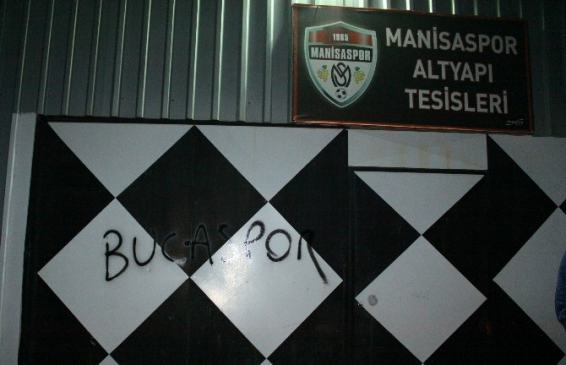 1965
MANİSASPOR
MANİSASPOR
ALTYAPI
TESİSLERİ
BUCASPOR